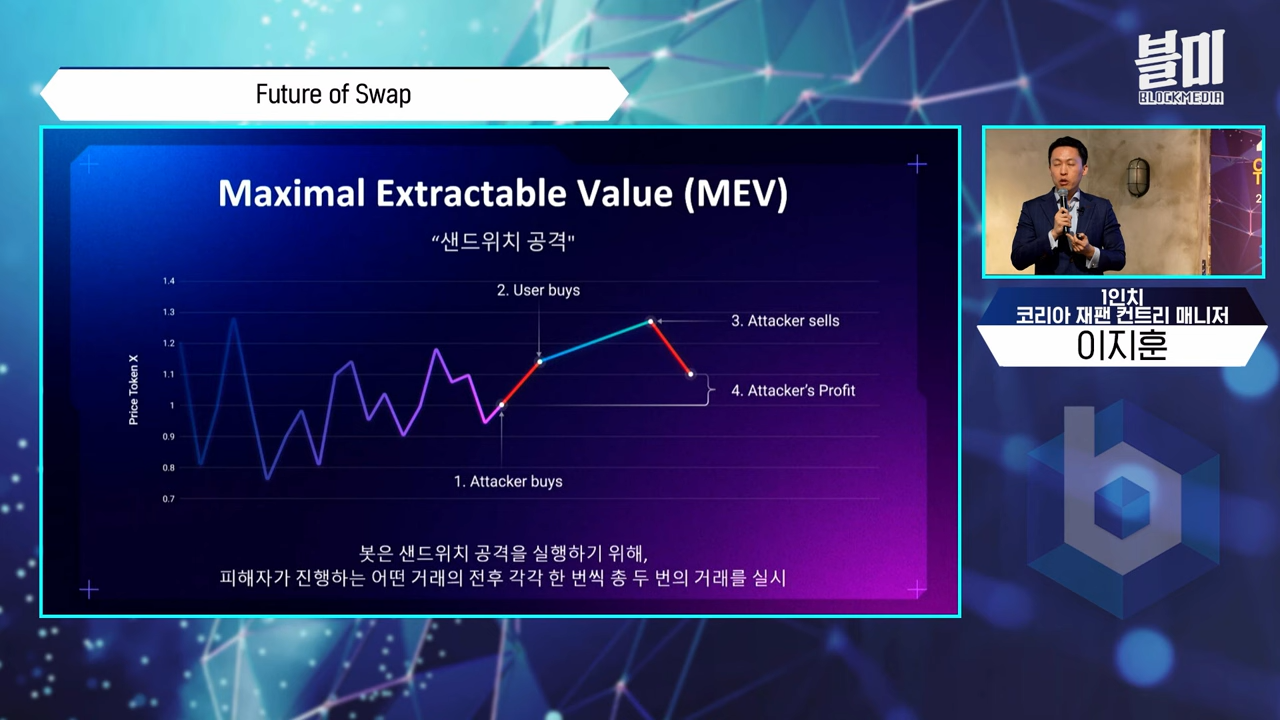 블미
BLOCKMEDIA
Future of Swap
Maximal Extractable Value (MEV)
“샌드위치 공격"
1.4
1.3
1.2
1.1
1
0.9
0.8
0.7
Price Token X
2. User buys
3. Attacker sells
4. Attacker’s Profit
1. Attacker buys
봇은 샌드위치 공격을 실행하기 위해,
피해자가 진행하는 어떤 거래의 전후 각각 한 번씩 총 두 번의 거래를 실시
1인치
코리아 재팬 컨트리 매니저
이지훈